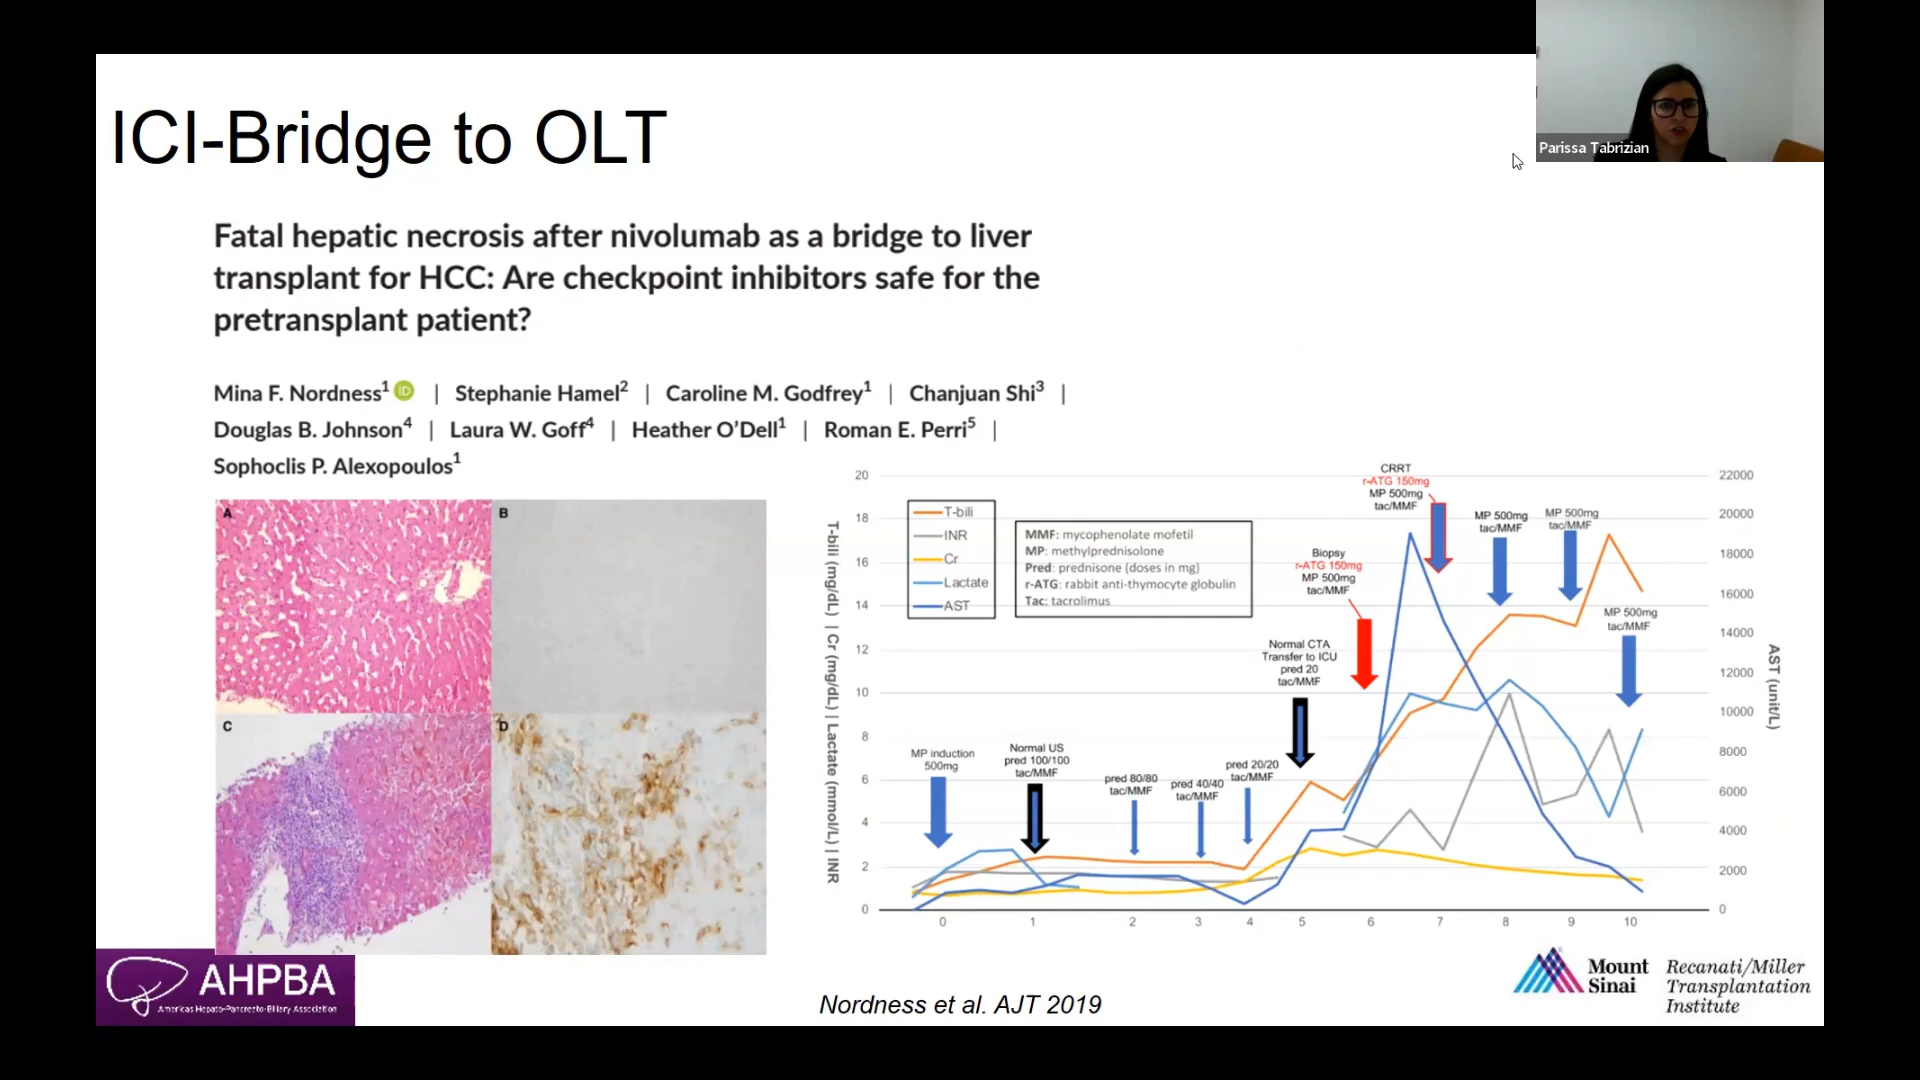 ICI-Bridge to OLT
Parissa Tabrizian
Fatal hepatic necrosis after nivolumab as a bridge to liver
transplant for HCC: Are checkpoint inhibitors safe for the
pretransplant patient?
Mina F. Nordness1 iD | Stephanie Hamel2 | Caroline M. Godfrey1 | Chanjuan Shi3 |
Douglas B. Johnson4 | Laura W. Goff4 | Heather O’Dell1 | Roman E. Perri5 |
Sophoclis P. Alexopoulos1
A
B
C
D
T-bili (mg/dL) | Cr (mg/dL) | Lactate (mmol/L) | INR
20
18
16
14
12
10
8
6
4
2
0
T-bili
INR
Cr
Lactate
AST
MMF: mycophenolate mofetil
MP: methylprednisolone
Pred: prednisone (doses in mg)
r-ATG: rabbit anti-thymocyte globulin
Tac: tacrolimus
MP induction
500mg
Normal US
pred 100/100
tac/MMF
pred 80/80
tac/MMF
pred 40/40
tac/MMF
pred 20/20
tac/MMF
Normal CTA
Transfer to ICU
pred 20
tac/MMF
Biopsy
r-ATG 150mg
MP 500mg
tac/MMF
CRRT
r-ATG 150mg
MP 500mg
tac/MMF
MP 500mg
tac/MMF
MP 500mg
tac/MMF
MP 500mg
tac/MMF
22000
20000
18000
16000
14000
12000
10000
8000
6000
4000
2000
0
AST (unit/L)
0 1 2 3 4 5 6 7 8 9 10
AHPBA
Americas Hepato-Pancreato-Biliary Association
Nordness et al. AJT 2019
Mount
Sinai
Recanati/Miller
Transplantation
Institute